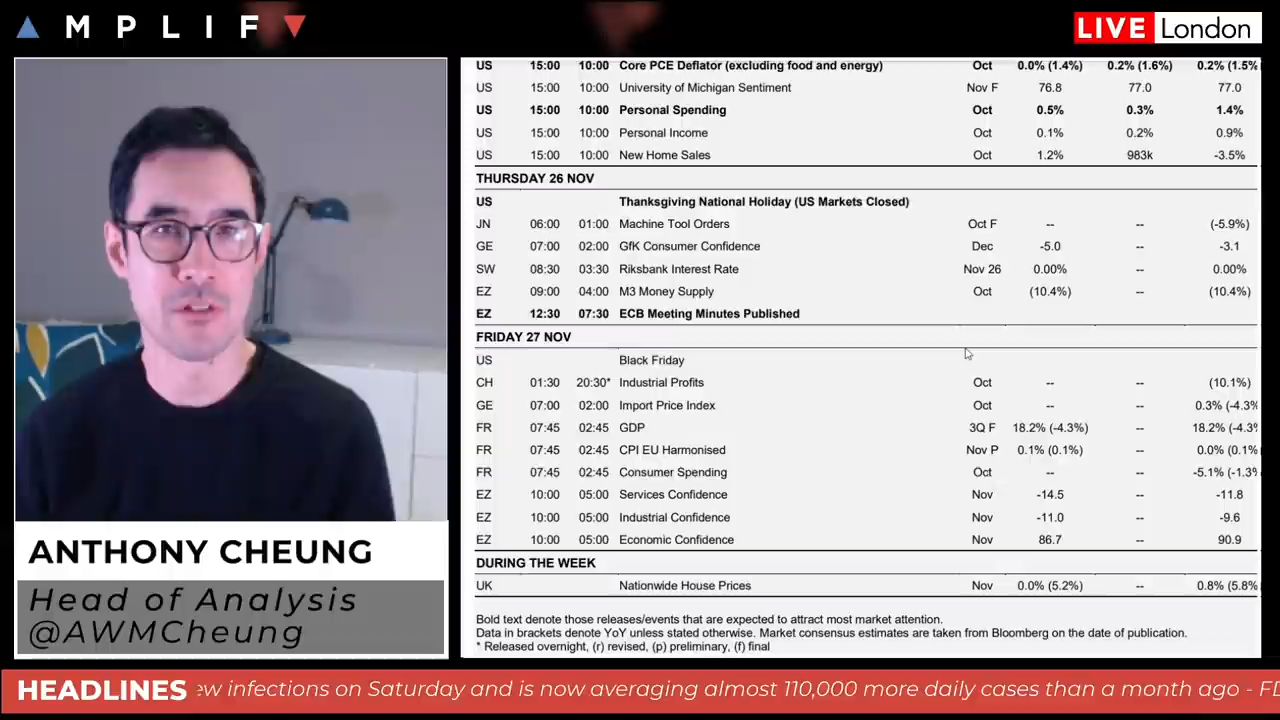 AMPLIFY
LIVE London
US 15:00 10:00 Core PCE Deflator (excluding food and energy) Oct 0.0% (1.4%) 0.2% (1.6%) 0.2% (1.5%
US 15:00 10:00 University of Michigan Sentiment Nov F 76.8 77.0 77.0
US 15:00 10:00 Personal Spending Oct 0.5% 0.3% 1.4%
US 15:00 10:00 Personal Income Oct 0.1% 0.2% 0.9%
US 15:00 10:00 New Home Sales Oct 1.2% 983k -3.5%
THURSDAY 26 NOV
US Thanksgiving National Holiday (US Markets Closed)
JN 06:00 01:00 Machine Tool Orders Oct F -- -- (-5.9%)
GE 07:00 02:00 GfK Consumer Confidence Dec -5.0 -- -3.1
SW 08:30 03:30 Riksbank Interest Rate Nov 26 0.00% -- 0.00%
EZ 09:00 04:00 M3 Money Supply Oct (10.4%) -- (10.4%)
EZ 12:30 07:30 ECB Meeting Minutes Published
FRIDAY 27 NOV
US Black Friday
CH 01:30 20:30* Industrial Profits Oct -- -- (10.1%)
GE 07:00 02:00 Import Price Index Oct -- -- 0.3% (-4.3%
FR 07:45 02:45 GDP 3Q F 18.2% (-4.3%) -- 18.2% (-4.3%
FR 07:45 02:45 CPI EU Harmonised Nov P 0.1% (0.1%) -- 0.0% (0.1%
FR 07:45 02:45 Consumer Spending Oct -- -- -5.1% (-1.3%
EZ 10:00 05:00 Services Confidence Nov -14.5 -- -11.8
EZ 10:00 05:00 Industrial Confidence Nov -11.0 -- -9.6
EZ 10:00 05:00 Economic Confidence Nov 86.7 -- 90.9
DURING THE WEEK
UK Nationwide House Prices Nov 0.0% (5.2%) -- 0.8% (5.8%
Bold text denote those releases/events that are expected to attract most market attention.
Data in brackets denote YoY unless stated otherwise. Market consensus estimates are taken from Bloomberg on the date of publication.
* Released overnight, (r) revised, (p) preliminary, (f) final
ANTHONY CHEUNG
Head of Analysis
@AWMCheung
HEADLINES ew infections on Saturday and is now averaging almost 110,000 more daily cases than a month ago - FD